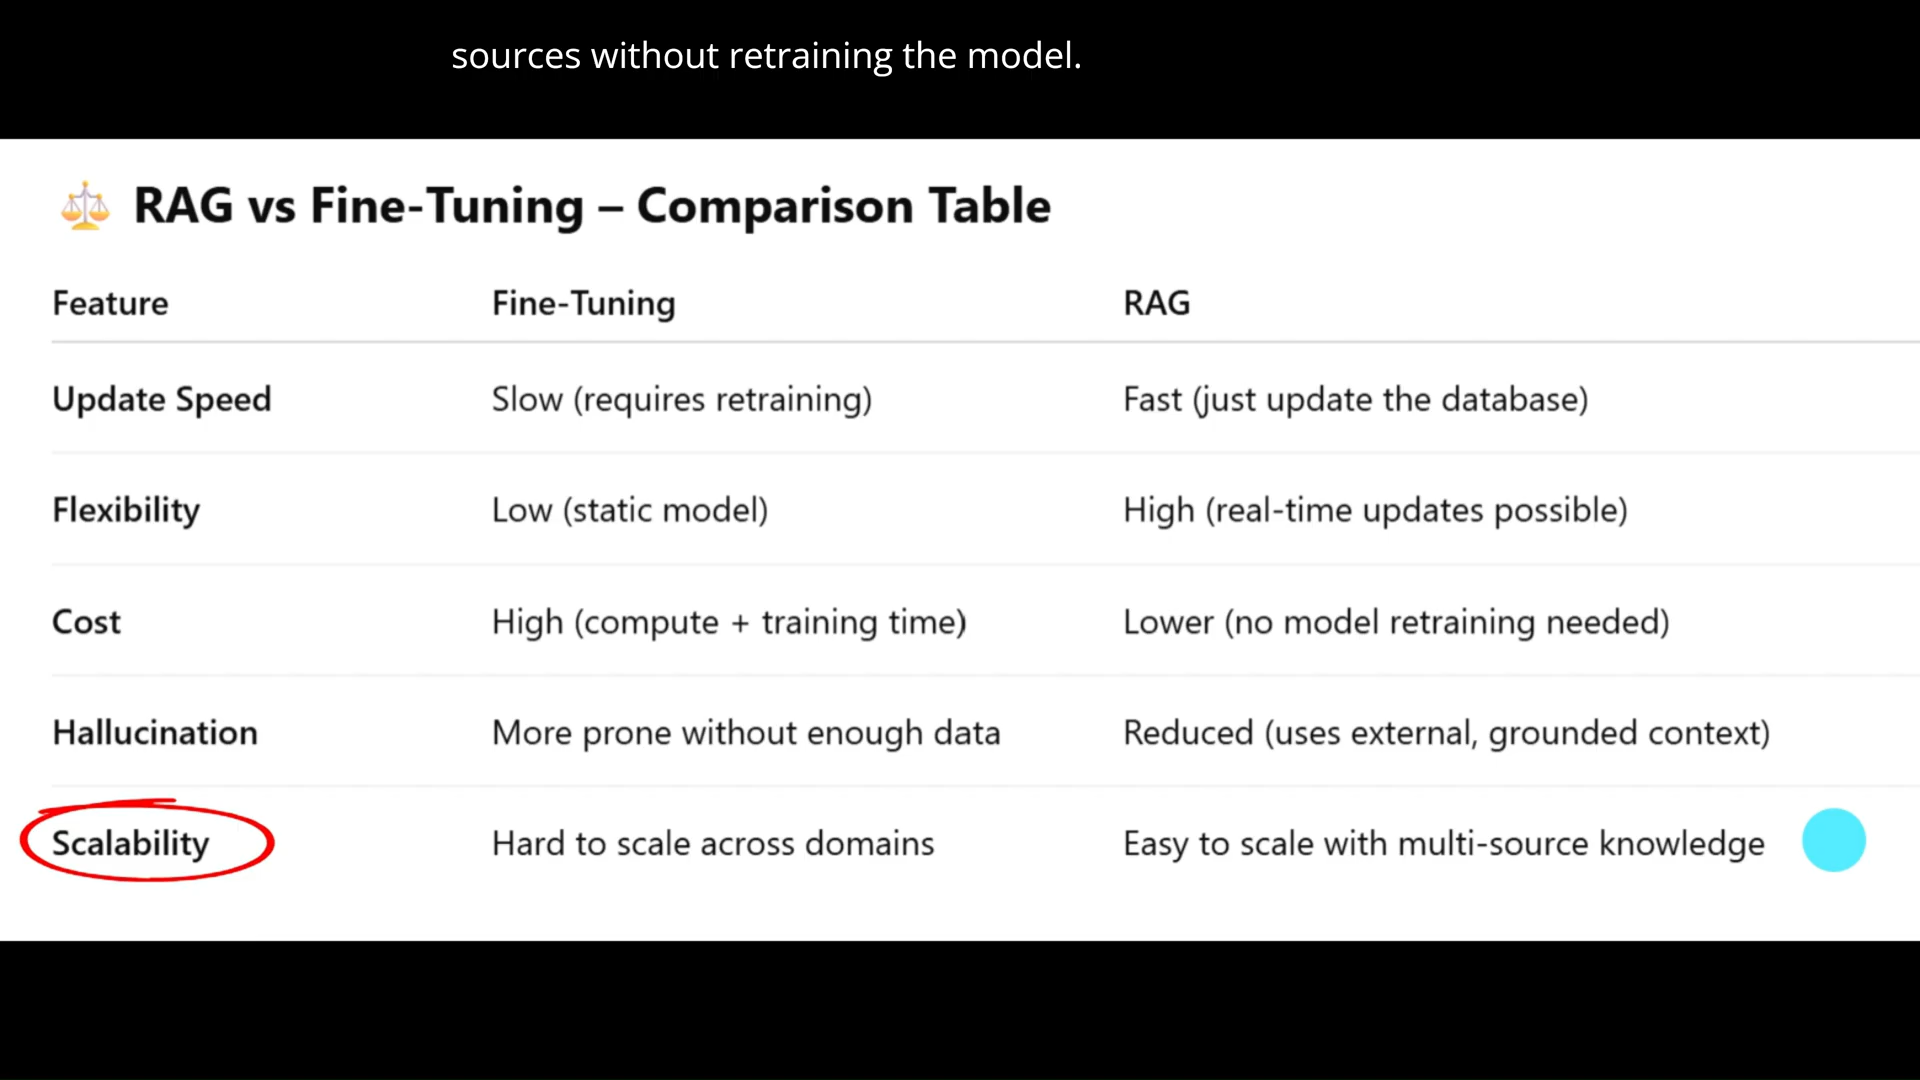 sources without retraining the model.
RAG vs Fine-Tuning – Comparison Table
Feature Fine-Tuning RAG
Update Speed Slow (requires retraining) Fast (just update the database)
Flexibility Low (static model) High (real-time updates possible)
Cost High (compute + training time) Lower (no model retraining needed)
Hallucination More prone without enough data Reduced (uses external, grounded context)
Scalability Hard to scale across domains Easy to scale with multi-source knowledge